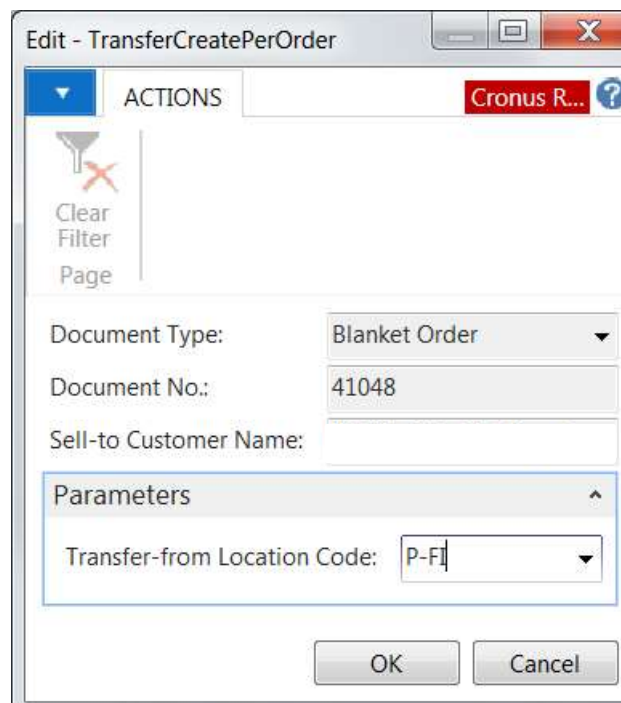 Edit - TransferCreatePerOrder
ACTIONS
Cronus R...
Clear
Filter
Page
Document Type: Blanket Order
Document No.: 41048
Sell-to Customer Name:
Parameters
Transfer-from Location Code: P-FI
OK Cancel